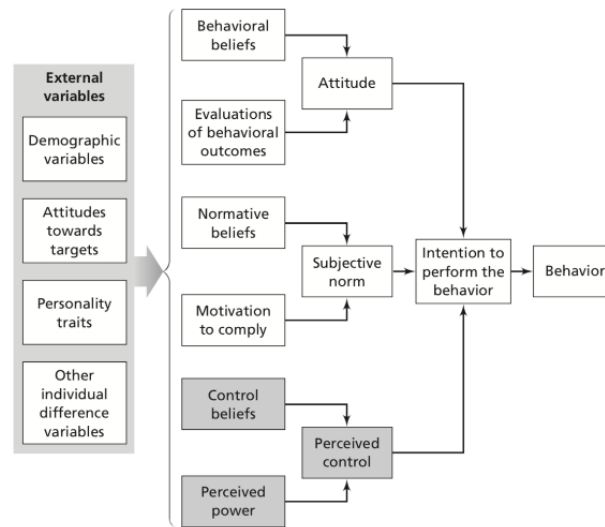 External
variables
Demographic
variables
Attitudes
towards
targets
Personality
traits
Other
individual
difference
variables
Behavioral
beliefs
Evaluations
of behavioral
outcomes
Attitude
Normative
beliefs
Motivation
to comply
Subjective
norm
Control
beliefs
Perceived
power
Perceived
control
Intention to
perform the
behavior
Behavior